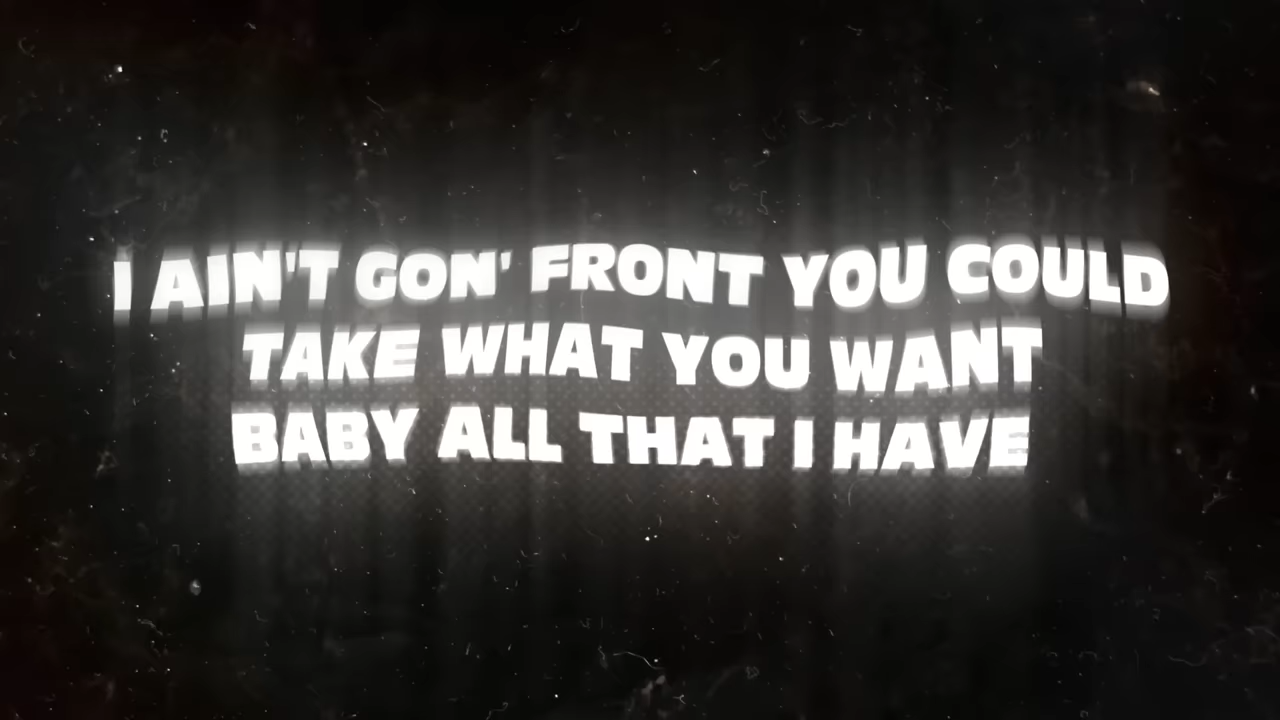 I AIN'T GON' FRONT YOU COULD
TAKE WHAT YOU WANT
BABY ALL THAT I HAVE